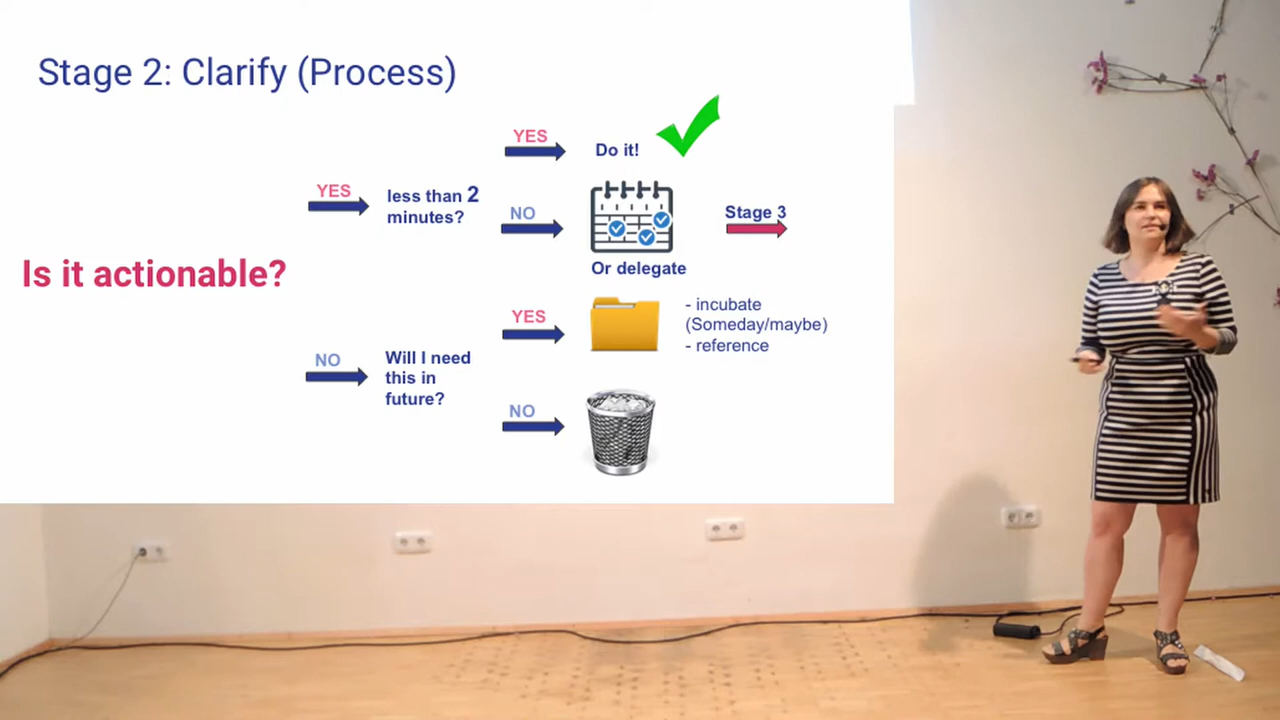 Stage 2: Clarify (Process)
YES
Do it!
YES
less than 2
minutes?
NO
Stage 3
Or delegate
Is it actionable?
YES
- incubate
(Someday/maybe)
- reference
NO
Will I need
this in
future?
NO